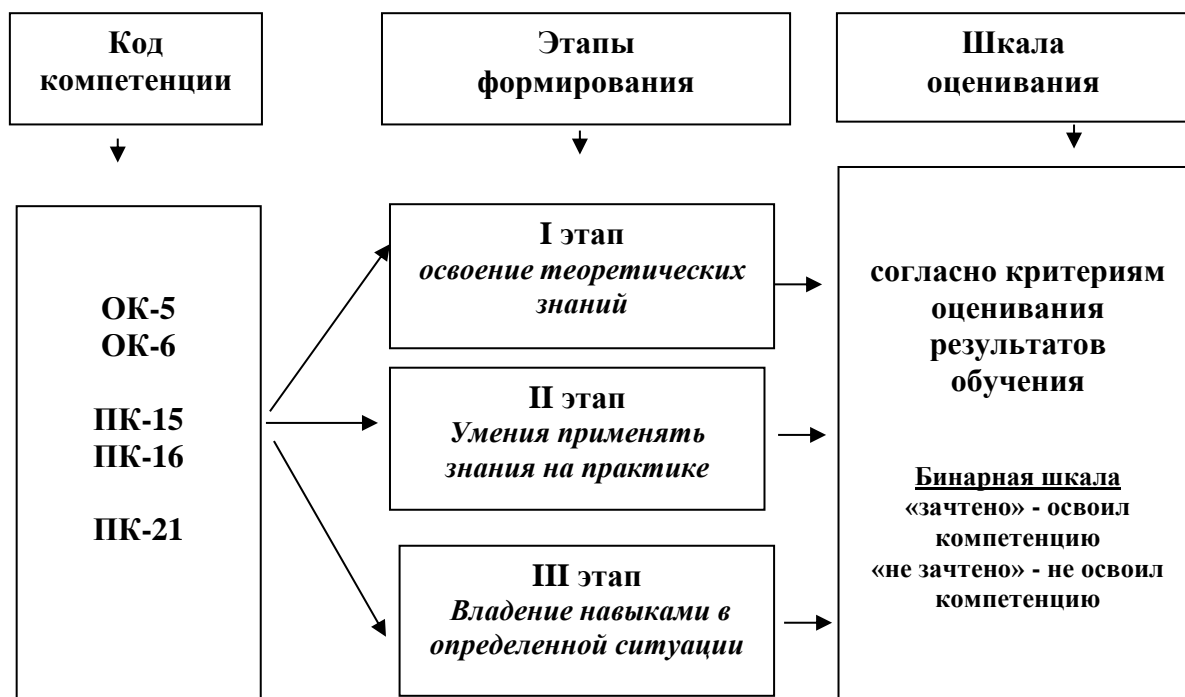 Код
компетенции
Этапы
формирования
Шкала
оценивания
ОК-5
ОК-6
ПК-15
ПК-16
ПК-21
I этап
освоение теоретических
знаний
II этап
Умения применять
знания на практике
III этап
Владение навыками в
определенной ситуации
согласно критериям
оценивания
результатов
обучения
Бинарная шкала
«зачтено» - освоил
компетенцию
«не зачтено» - не освоил
компетенцию